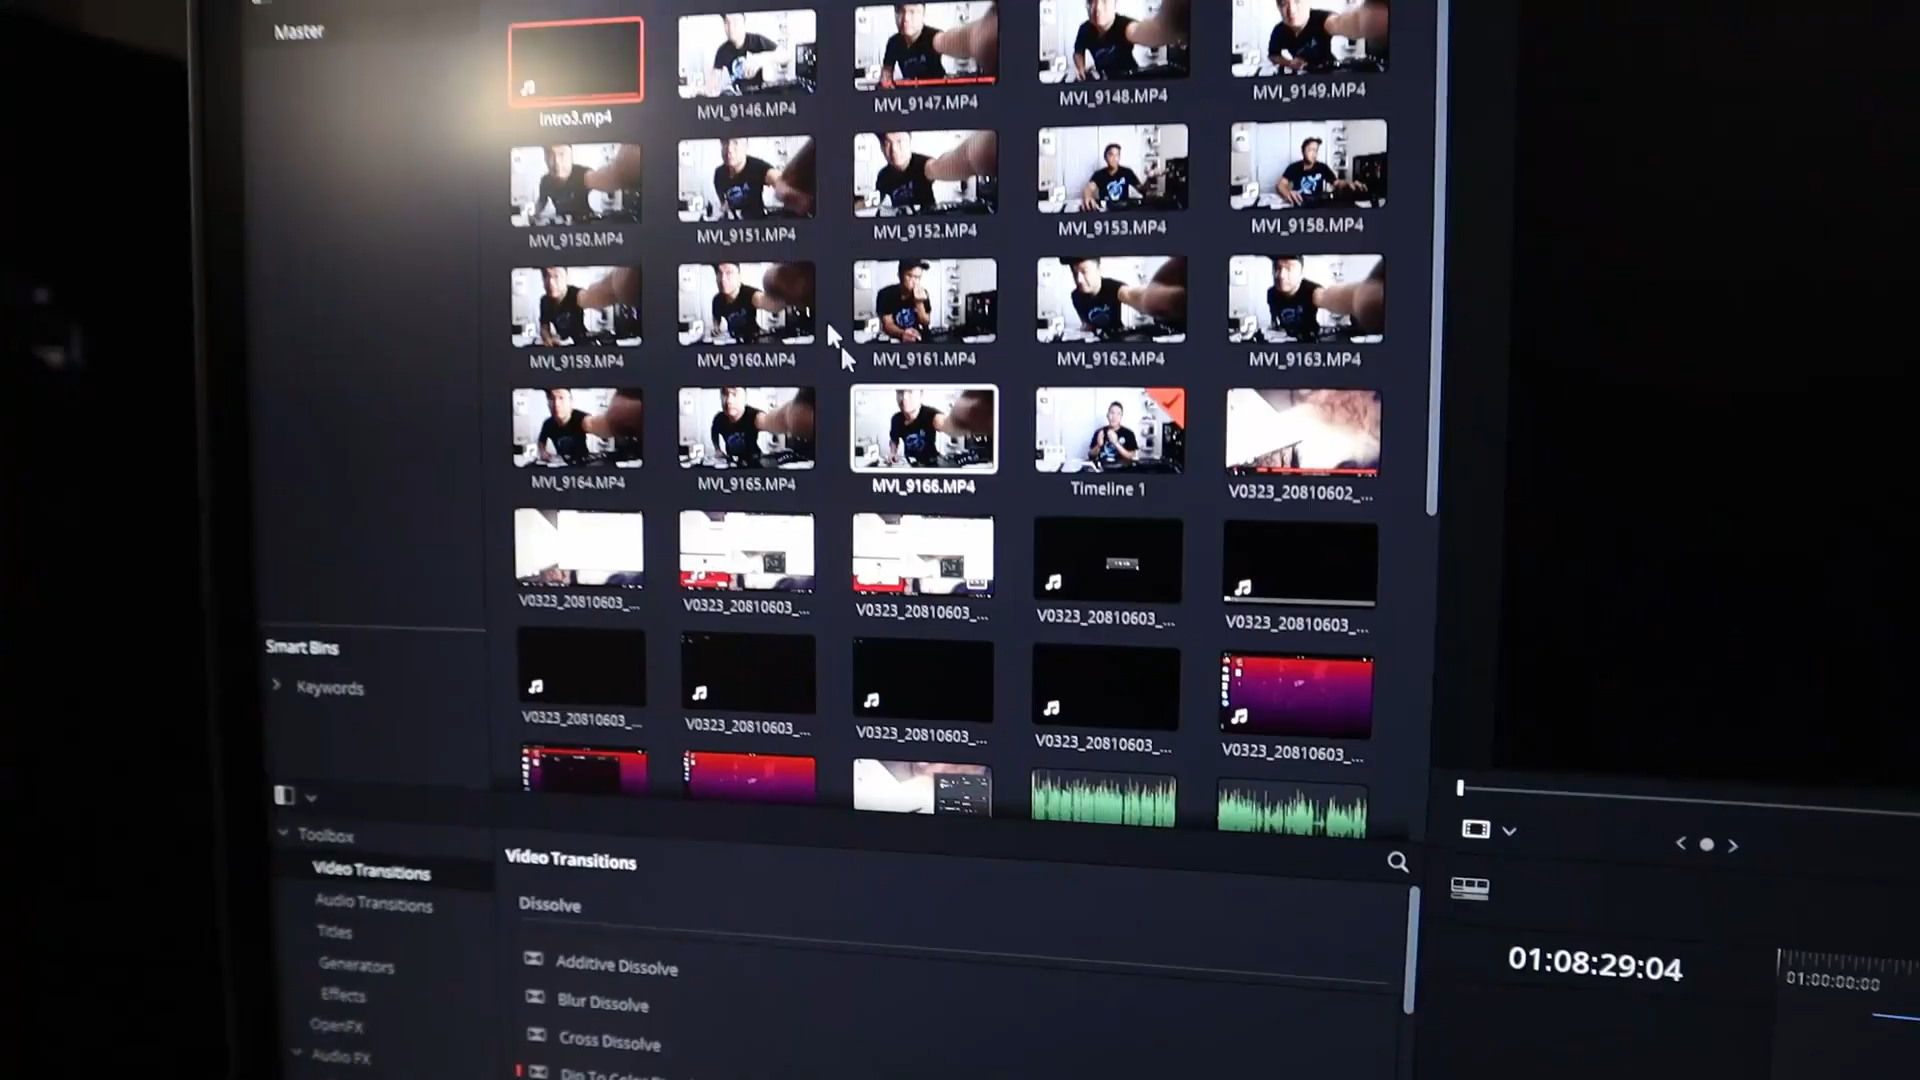 Master
Intro3.mp4
MVI_9146.MP4
MVI_9147.MP4
MVI_9148.MP4
MVI_9149.MP4
MVI_9150.MP4
MVI_9151.MP4
MVI_9152.MP4
MVI_9153.MP4
MVI_9158.MP4
MVI_9159.MP4
MVI_9160.MP4
MVI_9161.MP4
MVI_9162.MP4
MVI_9163.MP4
MVI_9164.MP4
MVI_9165.MP4
MVI_9166.MP4
Timeline 1
V0323_20810602_...
V0323_20810603_...
V0323_20810603_...
V0323_20810603_...
V0323_20810603_...
V0323_20810603_...
Smart Bins
Keywords
V0323_20810603_...
V0323_20810603_...
V0323_20810603_...
V0323_20810603_...
V0323_20810603_...
Toolbox
Video Transitions
Audio Transitions
Titles
Generators
Effects
OpenFX
Audio FX
Video Transitions
Dissolve
Additive Dissolve
Blur Dissolve
Cross Dissolve
Dip To Color
01:08:29:04
01:00:00:00